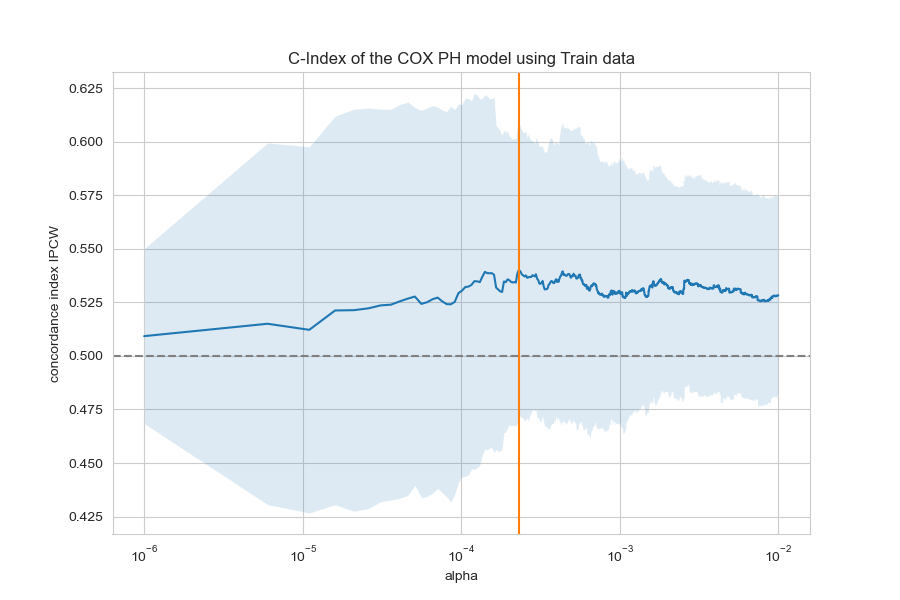 C-Index of the COX PH model using Train data
concordance index IPCW
0.625
0.600
0.575
0.550
0.525
0.500
0.475
0.450
0.425
10⁻⁶ 10⁻⁵ 10⁻⁴ 10⁻³ 10⁻²
alpha